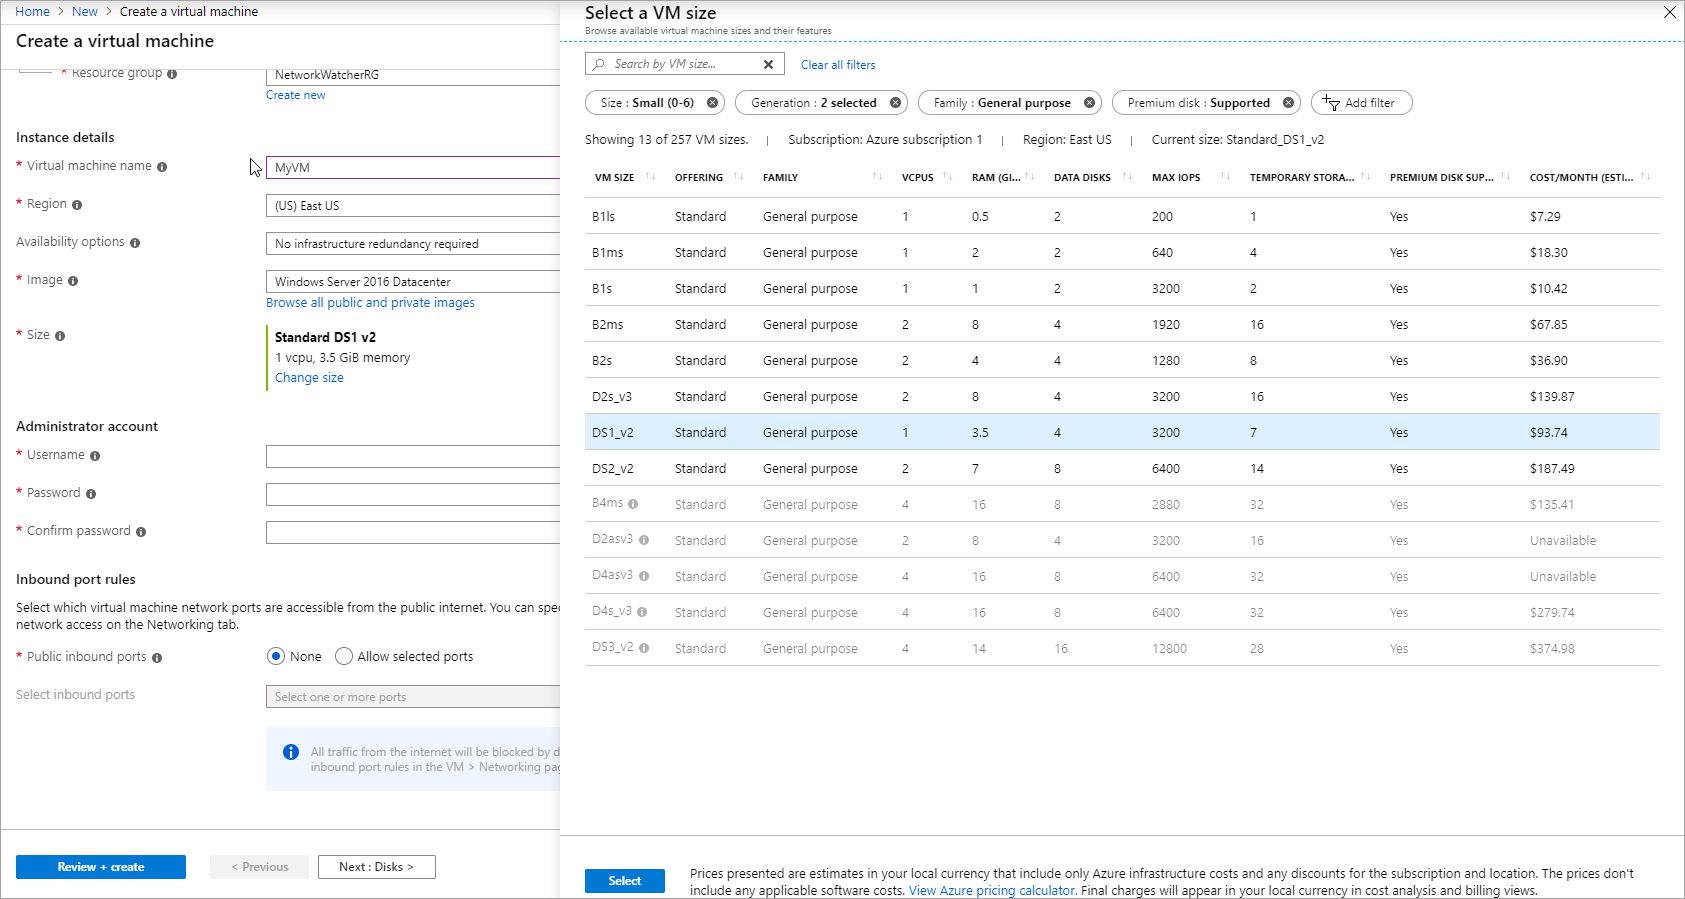 Home > New > Create a virtual machine
Create a virtual machine
* Resource group
NetworkWatcherRG
Create new
Instance details
* Virtual machine name
MyVM
* Region
(US) East US
Availability options
No infrastructure redundancy required
* Image
Windows Server 2016 Datacenter
Browse all public and private images
* Size
Standard DS1 v2
1 vcpu, 3.5 GiB memory
Change size
Administrator account
* Username
* Password
* Confirm password
Inbound port rules
Select which virtual machine network ports are accessible from the public internet. You can spe
network access on the Networking tab.
* Public inbound ports
None Allow selected ports
Select inbound ports
Select one or more ports
All traffic from the internet will be blocked by d
inbound port rules in the VM > Networking pa
Review + create < Previous Next : Disks >
Select a VM size
Browse available virtual machine sizes and their features
Search by VM size... Clear all filters
Size : Small (0-6) Generation : 2 selected Family : General purpose Premium disk : Supported Add filter
Showing 13 of 257 VM sizes. | Subscription: Azure subscription 1 | Region: East US | Current size: Standard_DS1_v2
VM SIZE OFFERING FAMILY VCPUS RAM (GI... DATA DISKS MAX IOPS TEMPORARY STORA... PREMIUM DISK SUP... COST/MONTH (ESTI...
B1ls Standard General purpose 1 0.5 2 200 1 Yes $7.29
B1ms Standard General purpose 1 2 2 640 4 Yes $18.30
B1s Standard General purpose 1 1 2 3200 2 Yes $10.42
B2ms Standard General purpose 2 8 4 1920 16 Yes $67.85
B2s Standard General purpose 2 4 4 1280 8 Yes $36.90
D2s_v3 Standard General purpose 2 8 4 3200 16 Yes $139.87
DS1_v2 Standard General purpose 1 3.5 4 3200 7 Yes $93.74
DS2_v2 Standard General purpose 2 7 8 6400 14 Yes $187.49
B4ms Standard General purpose 4 16 8 2880 32 Yes $135.41
D2asv3 Standard General purpose 2 8 4 3200 16 Yes Unavailable
D4asv3 Standard General purpose 4 16 8 6400 32 Yes Unavailable
D4s_v3 Standard General purpose 4 16 8 6400 32 Yes $279.74
DS3_v2 Standard General purpose 4 14 16 12800 28 Yes $374.98
Select
Prices presented are estimates in your local currency that include only Azure infrastructure costs and any discounts for the subscription and location. The prices don't
include any applicable software costs. View Azure pricing calculator. Final charges will appear in your local currency in cost analysis and billing views.